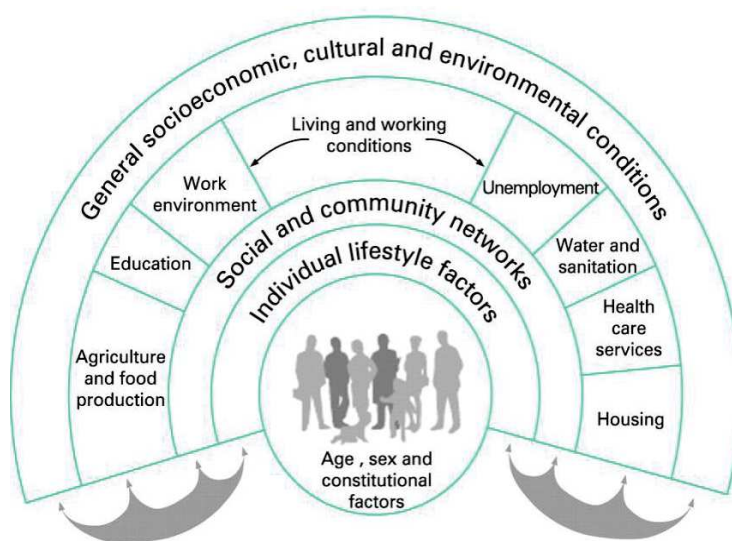 General socioeconomic, cultural and environmental conditions
Living and working
conditions
Work
environment
Unemployment
Social and community networks
Education
Water and
sanitation
Individual lifestyle factors
Agriculture
and food
production
Health
care
services
Housing
Age , sex and
constitutional
factors